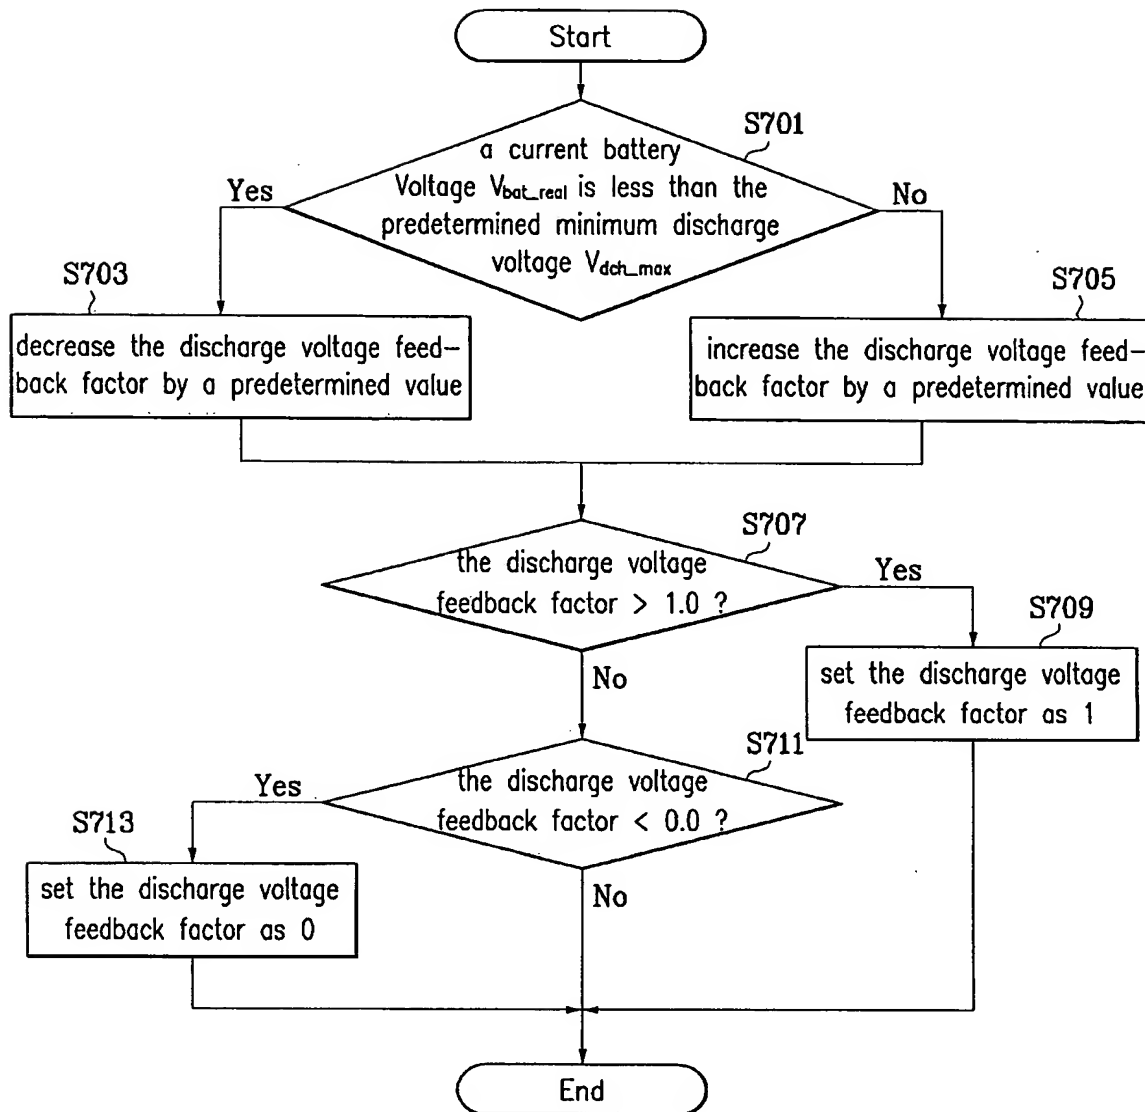 Start
S701
a current battery
Voltage Vbat_real is less than the
predetermined minimum discharge
voltage Vdch_max
Yes
No
S703
decrease the discharge voltage feed-
back factor by a predetermined value
S705
increase the discharge voltage feed-
back factor by a predetermined value
S707
the discharge voltage
feedback factor > 1.0 ?
Yes
No
S709
set the discharge voltage
feedback factor as 1
S711
the discharge voltage
feedback factor < 0.0 ?
Yes
No
S713
set the discharge voltage
feedback factor as 0
End